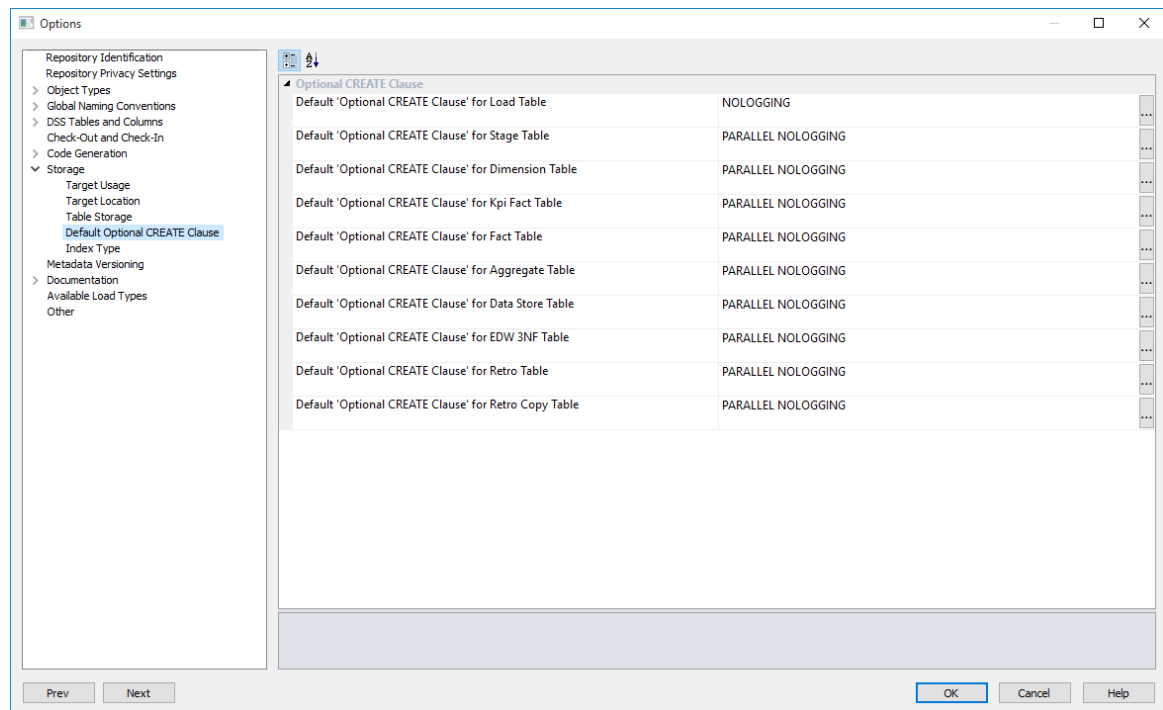 Options
Repository Identification
Repository Privacy Settings
Object Types
Global Naming Conventions
DSS Tables and Columns
Check-Out and Check-In
Code Generation
Storage
Target Usage
Target Location
Table Storage
Default Optional CREATE Clause
Index Type
Metadata Versioning
Documentation
Available Load Types
Other
Optional CREATE Clause
Default 'Optional CREATE Clause' for Load Table NOLOGGING ...
Default 'Optional CREATE Clause' for Stage Table PARALLEL NOLOGGING ...
Default 'Optional CREATE Clause' for Dimension Table PARALLEL NOLOGGING ...
Default 'Optional CREATE Clause' for Kpi Fact Table PARALLEL NOLOGGING ...
Default 'Optional CREATE Clause' for Fact Table PARALLEL NOLOGGING ...
Default 'Optional CREATE Clause' for Aggregate Table PARALLEL NOLOGGING ...
Default 'Optional CREATE Clause' for Data Store Table PARALLEL NOLOGGING ...
Default 'Optional CREATE Clause' for EDW 3NF Table PARALLEL NOLOGGING ...
Default 'Optional CREATE Clause' for Retro Table PARALLEL NOLOGGING ...
Default 'Optional CREATE Clause' for Retro Copy Table PARALLEL NOLOGGING ...
Prev Next OK Cancel Help